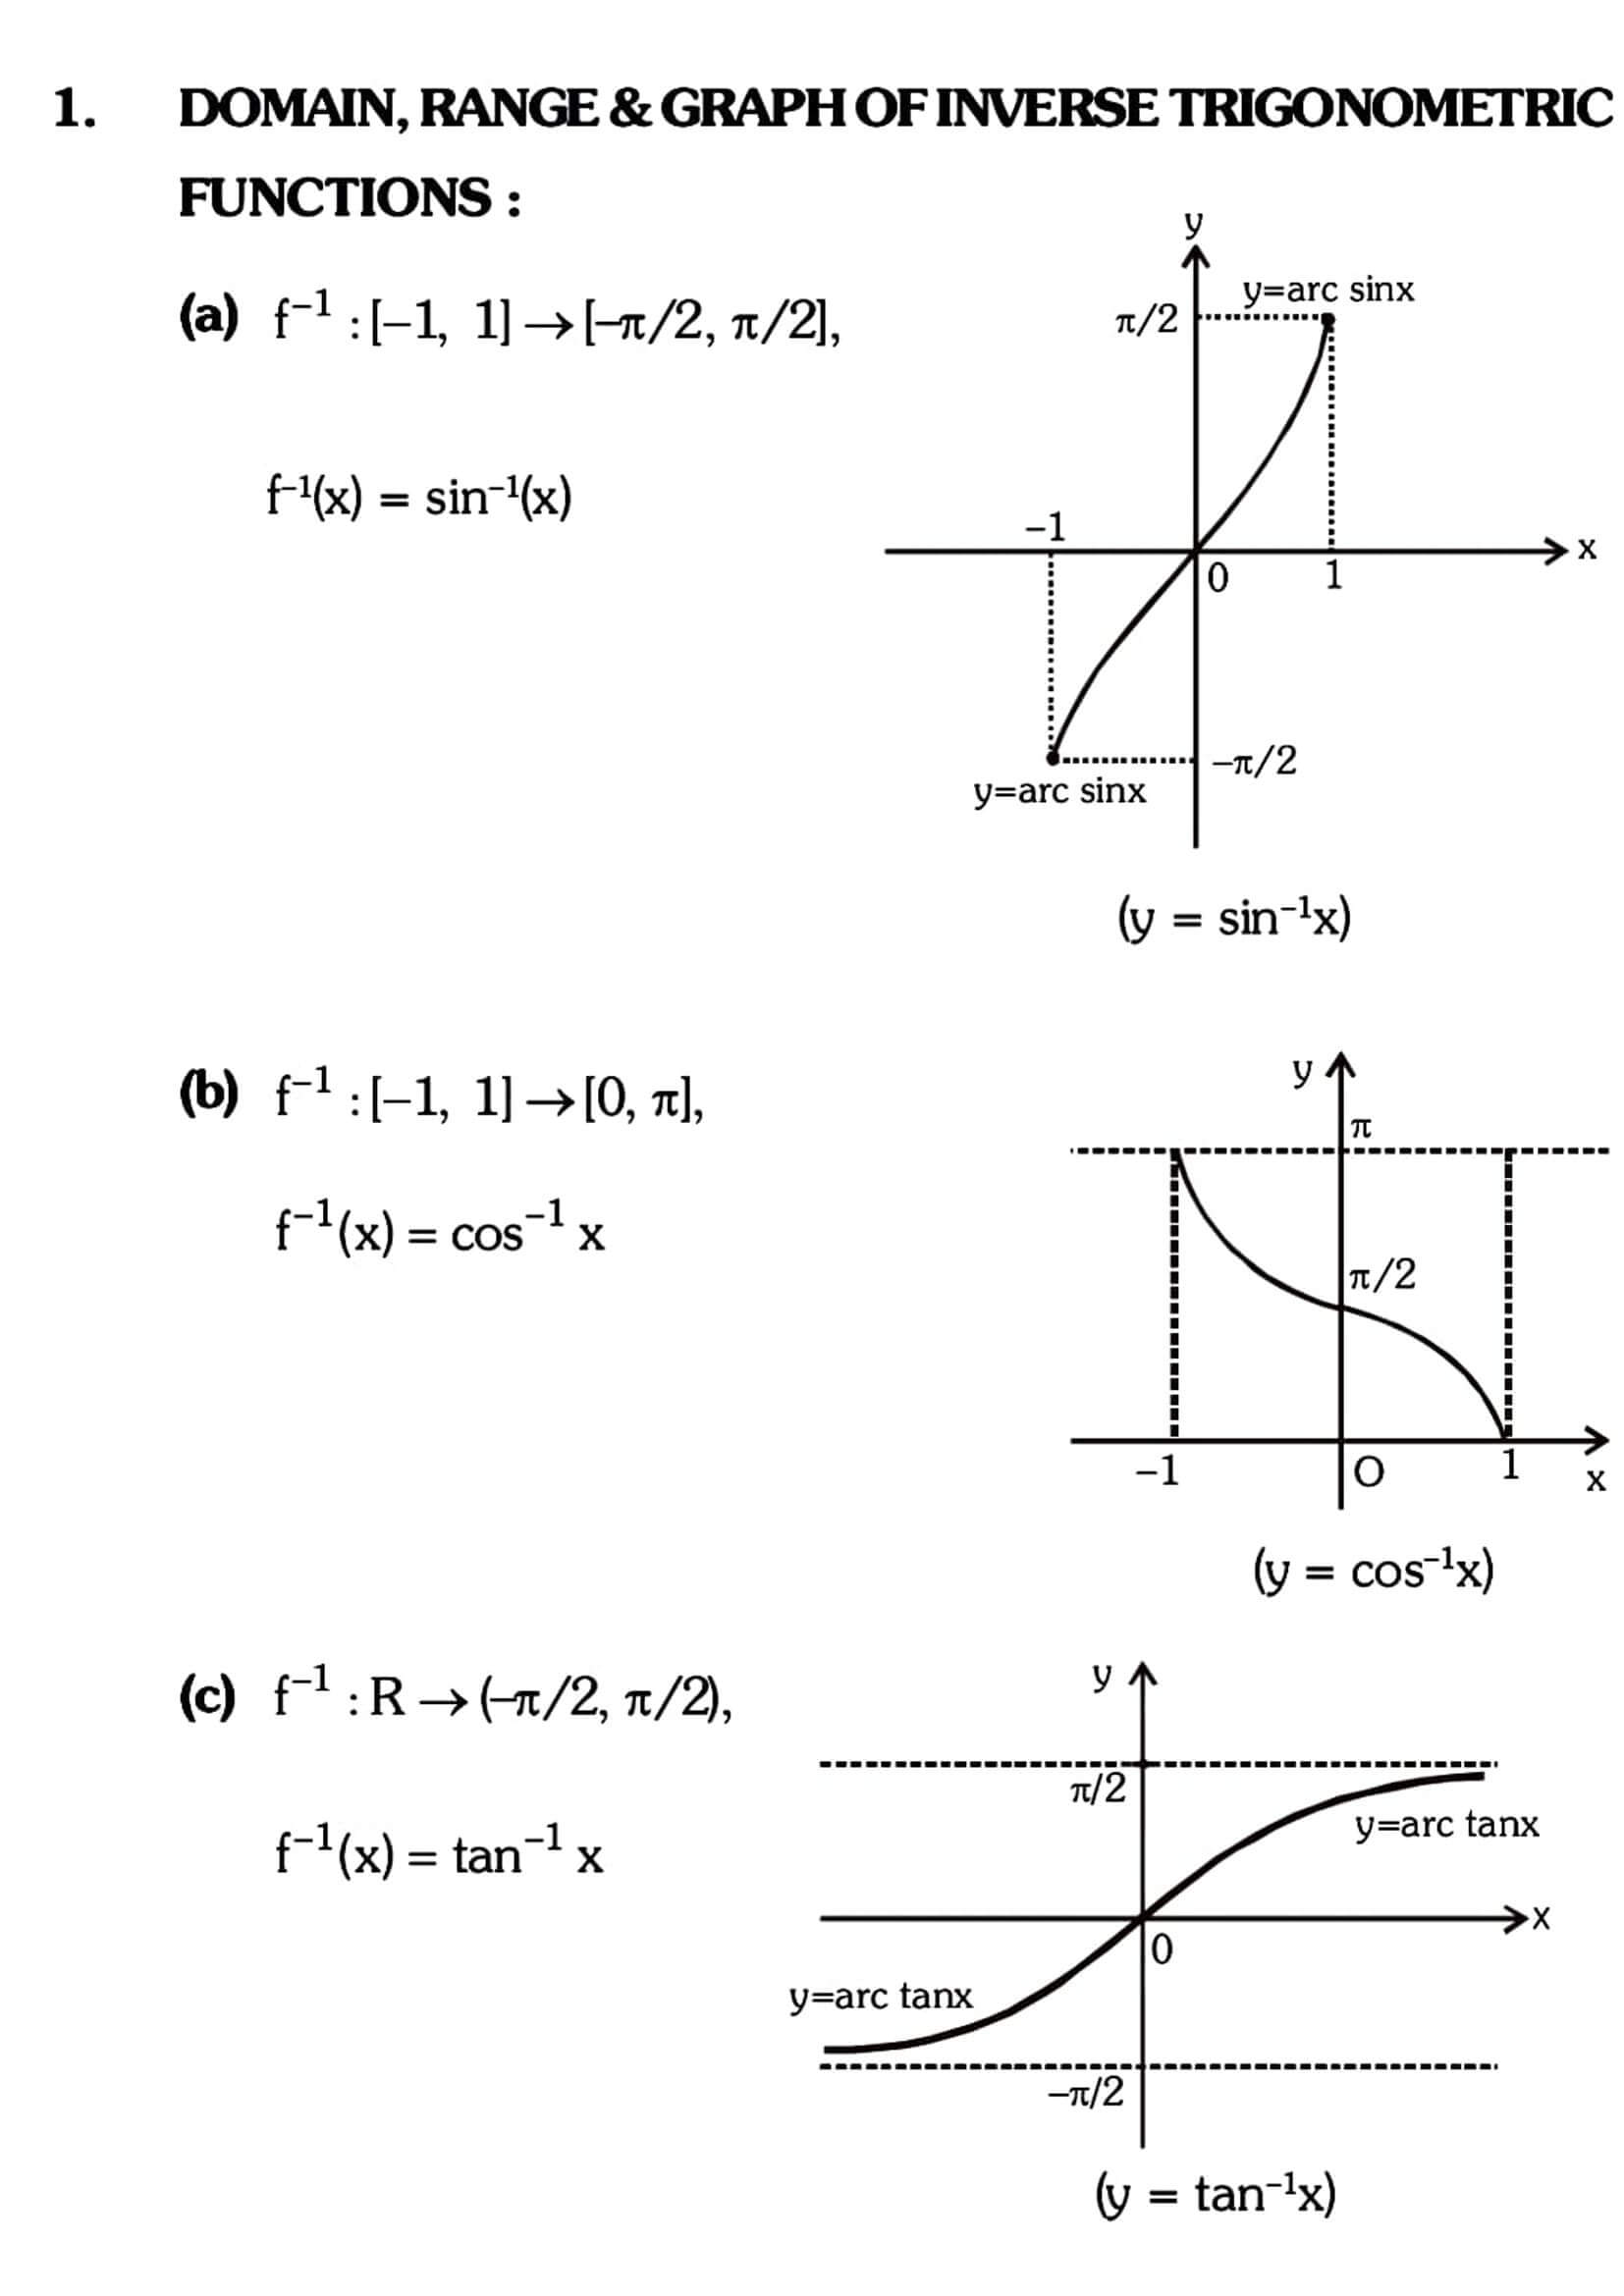 1. DOMAIN, RANGE & GRAPH OF INVERSE TRIGONOMETRIC
FUNCTIONS :
(a) f⁻¹ : [–1, 1] → [–π/2, π/2],
f⁻¹(x) = sin⁻¹(x)
y
y=arc sinx
π/2
–1
x
0
1
–π/2
y=arc sinx
(y = sin⁻¹x)
(b) f⁻¹ : [–1, 1] → [0, π],
f⁻¹(x) = cos⁻¹ x
y
π
π/2
–1
O
1
x
(y = cos⁻¹x)
(c) f⁻¹ : R → (–π/2, π/2),
f⁻¹(x) = tan⁻¹ x
y
π/2
y=arc tanx
x
0
y=arc tanx
–π/2
(y = tan⁻¹x)